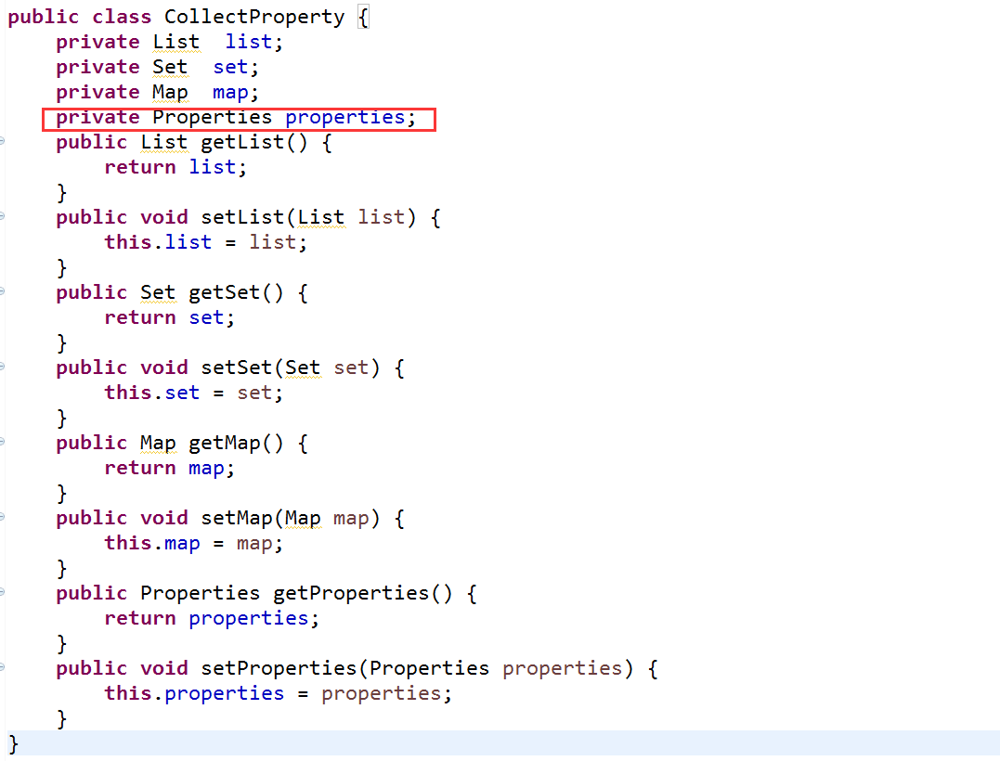 public class CollectProperty {
    private List  list;
    private Set  set;
    private Map  map;
    private Properties properties;
    public List getList() {
        return list;
    }
    public void setList(List list) {
        this.list = list;
    }
    public Set getSet() {
        return set;
    }
    public void setSet(Set set) {
        this.set = set;
    }
    public Map getMap() {
        return map;
    }
    public void setMap(Map map) {
        this.map = map;
    }
    public Properties getProperties() {
        return properties;
    }
    public void setProperties(Properties properties) {
        this.properties = properties;
    }
}